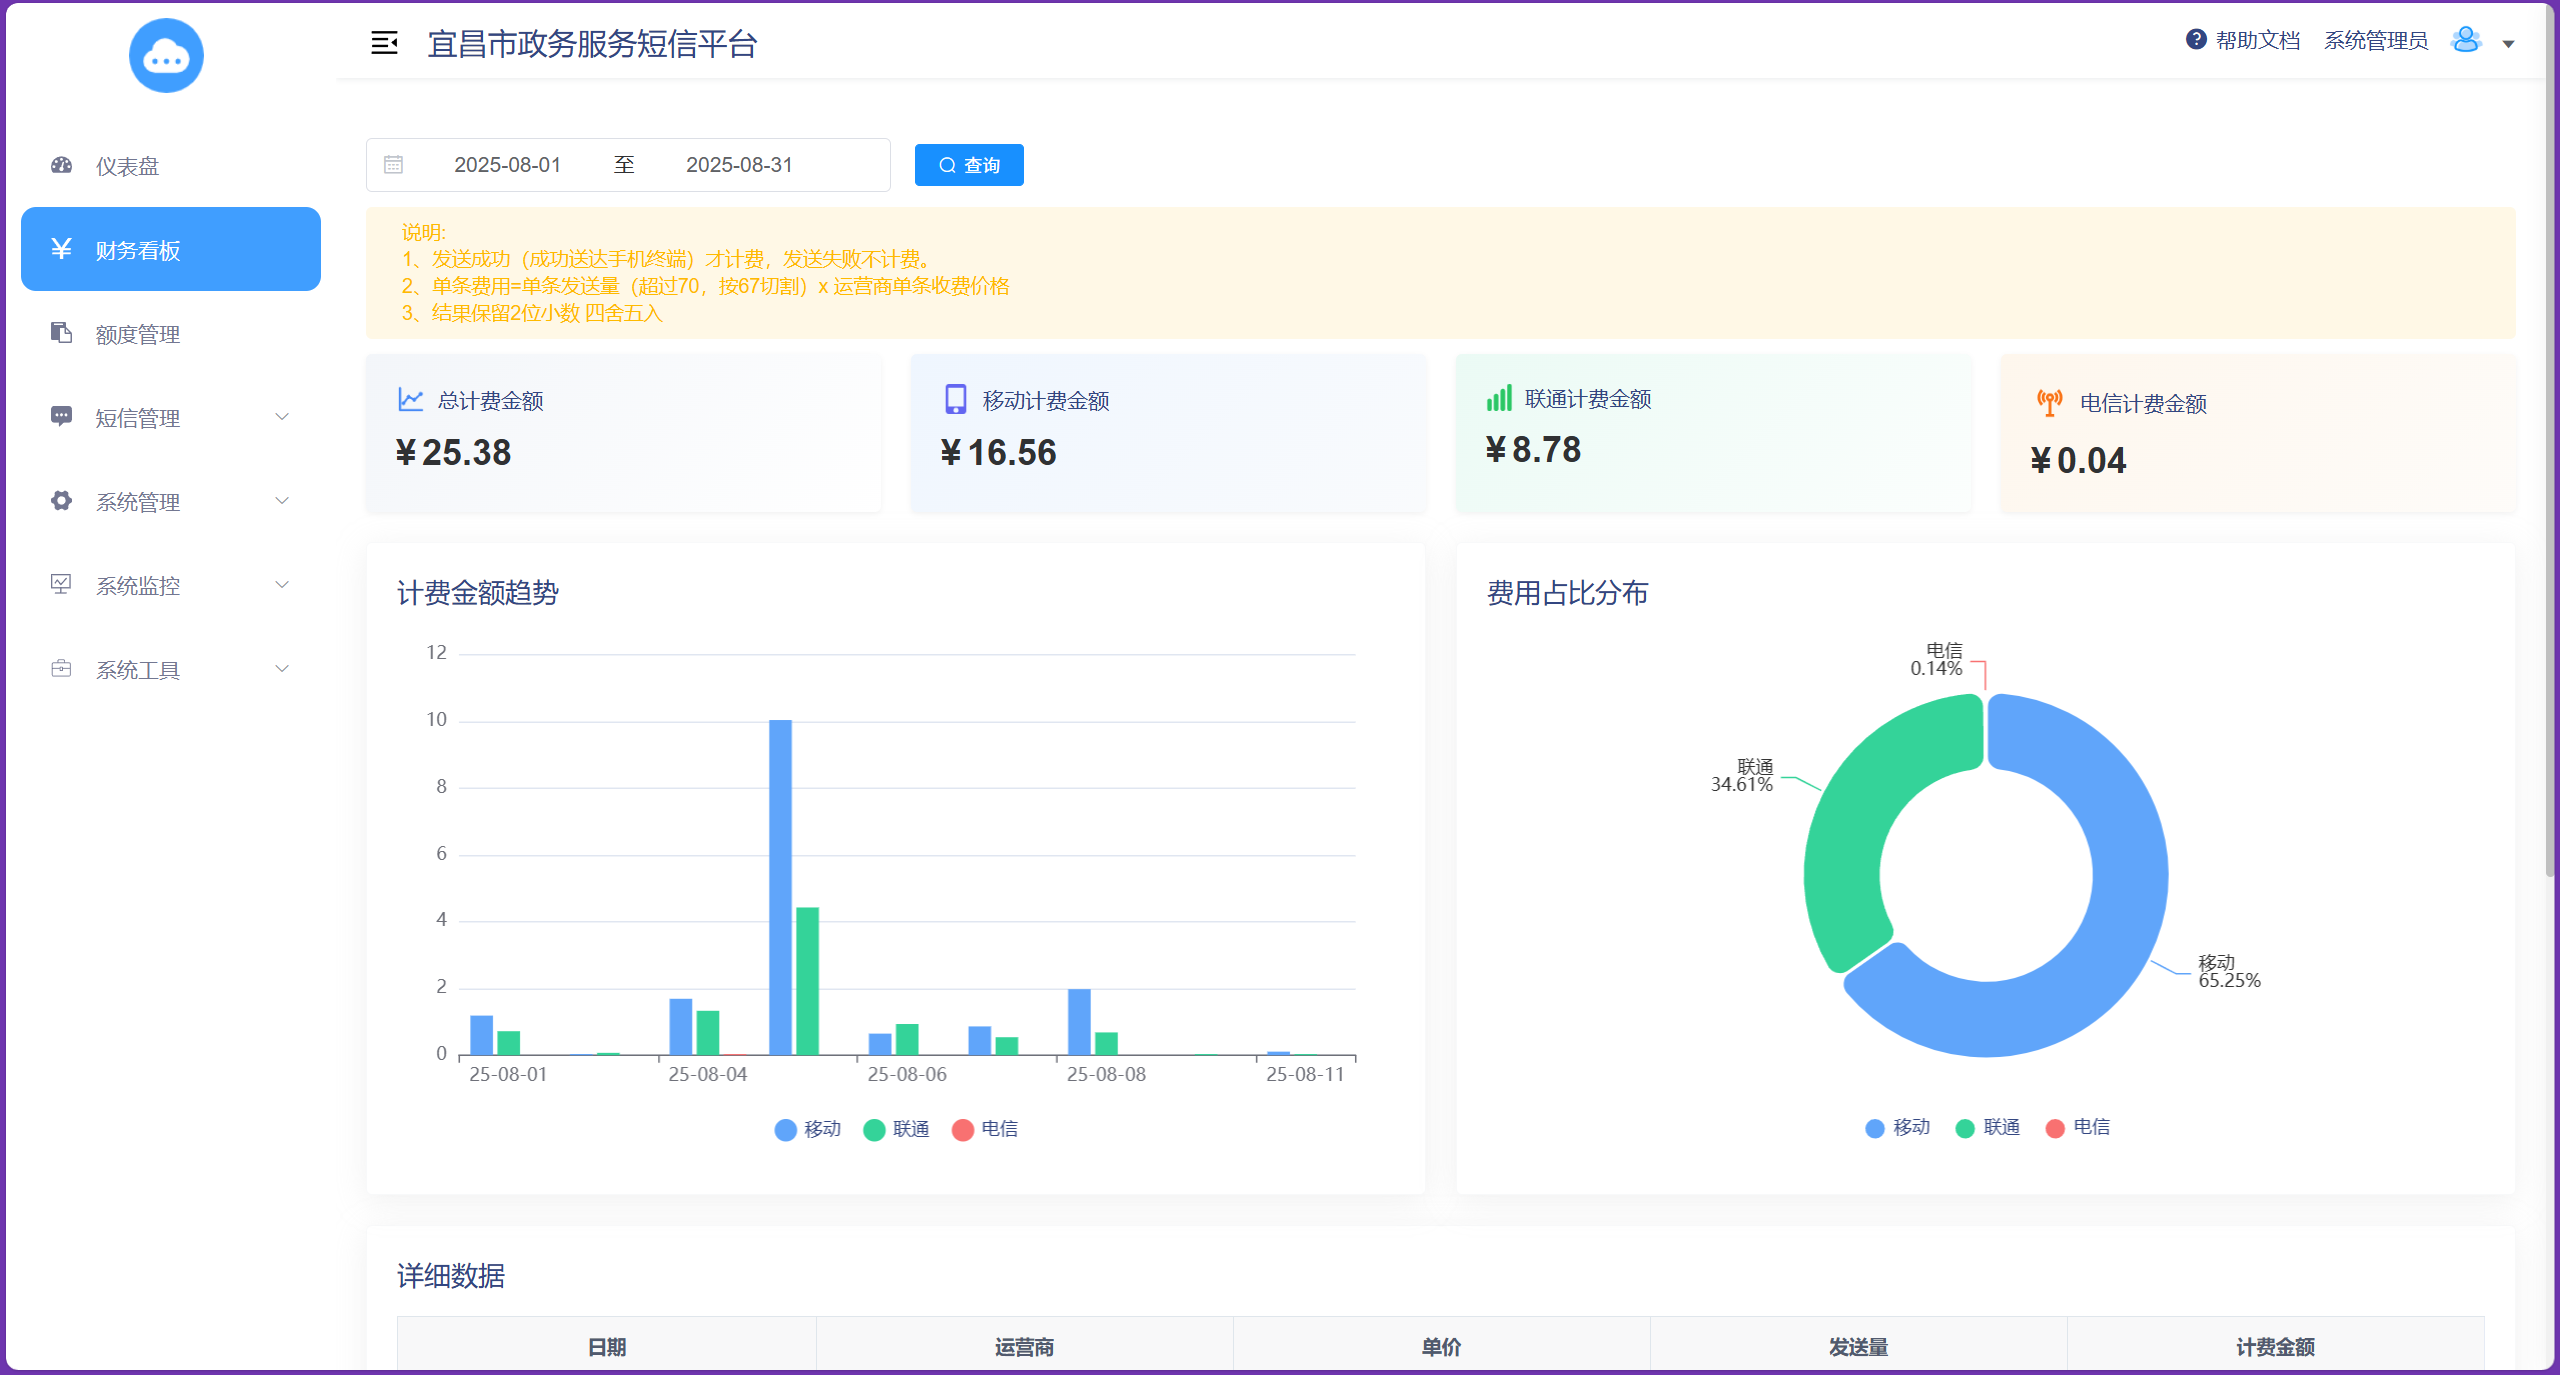 宜昌市政务服务短信平台
帮助文档 系统管理员
仪表盘
财务看板
额度管理
短信管理
系统管理
系统监控
系统工具
2025-08-01 至 2025-08-31 查询
说明:
1、发送成功（成功送达手机终端）才计费，发送失败不计费。
2、单条费用=单条发送量（超过70，按67切割）x 运营商单条收费价格
3、结果保留2位小数 四舍五入
总计费金额
¥25.38
移动计费金额
¥16.56
联通计费金额
¥8.78
电信计费金额
¥0.04
计费金额趋势
12
10
8
6
4
2
0
25-08-01 25-08-04 25-08-06 25-08-08 25-08-11
移动 联通 电信
费用占比分布
电信
0.14%
联通
34.61%
移动
65.25%
移动 联通 电信
详细数据
日期 运营商 单价 发送量 计费金额